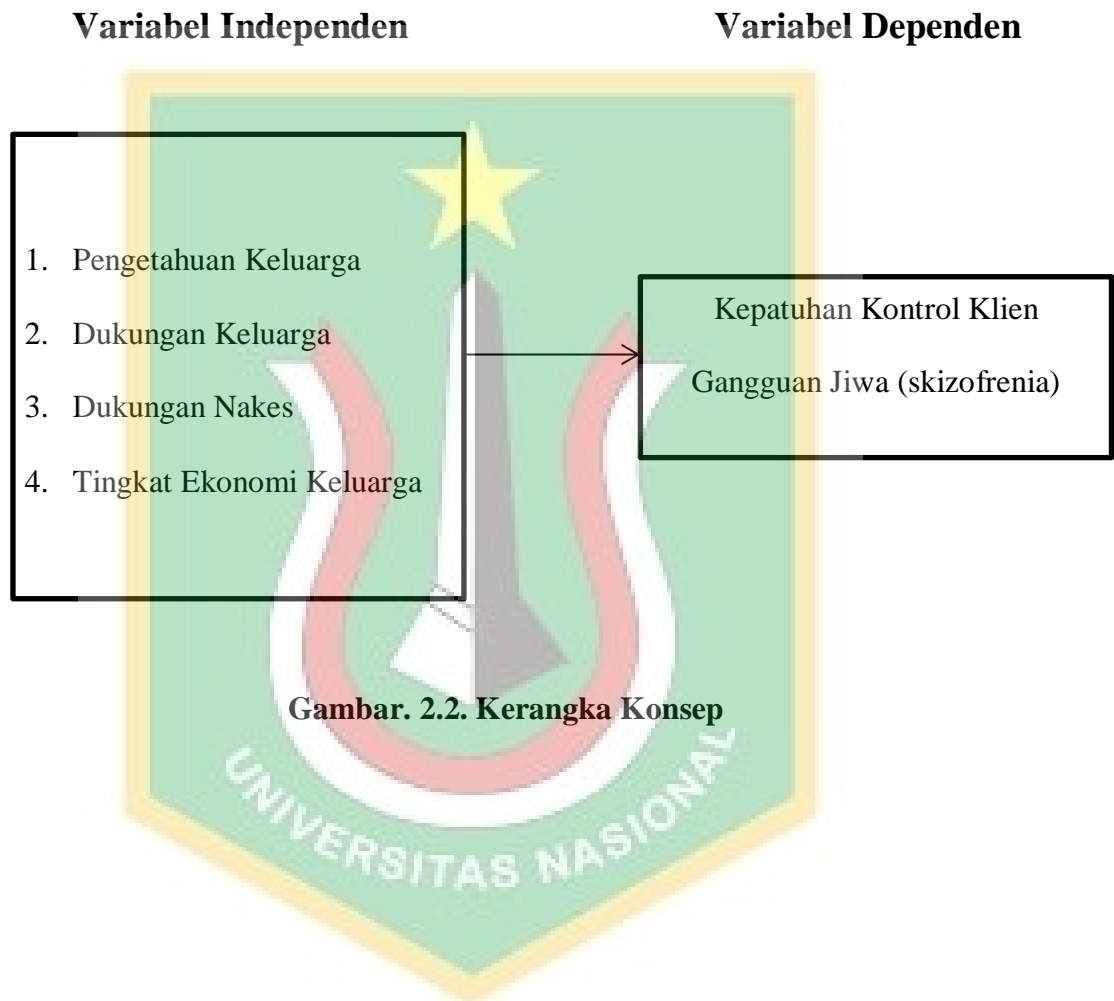 Variabel Independen
Variabel Dependen
1. Pengetahuan Keluarga
2. Dukungan Keluarga
3. Dukungan Nakes
4. Tingkat Ekonomi Keluarga
Kepatuhan Kontrol Klien
Gangguan Jiwa (skizofrenia)
Gambar. 2.2. Kerangka Konsep
UNIVERSITAS NASIONAL